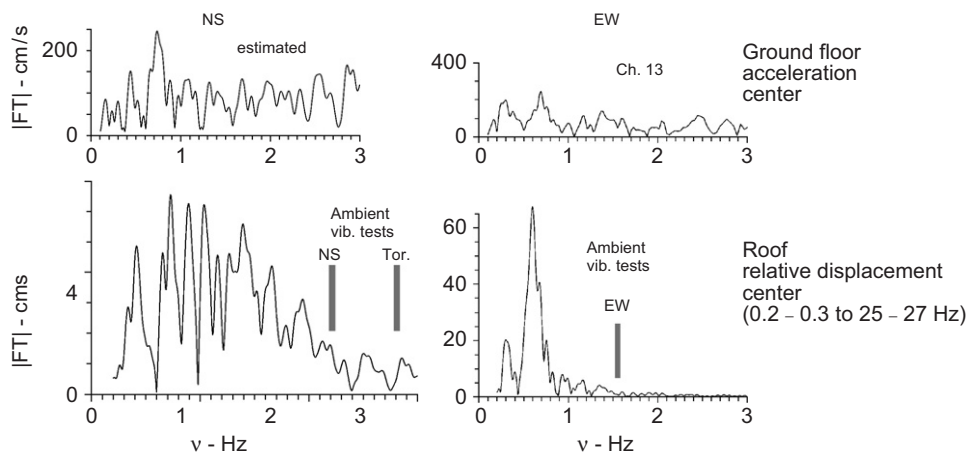 NS
estimated
|FT| - cm/s
200
100
0
0
1
2
3
EW
Ch. 13
400
200
0
0
1
2
3
Ground floor
acceleration
center
Ambient
vib. tests
NS
Tor.
|FT| - cms
4
0
0
1
2
3
ν - Hz
Ambient
vib. tests
EW
60
40
20
0
0
1
2
3
ν - Hz
Roof
relative displacement
center
(0.2 – 0.3 to 25 – 27 Hz)